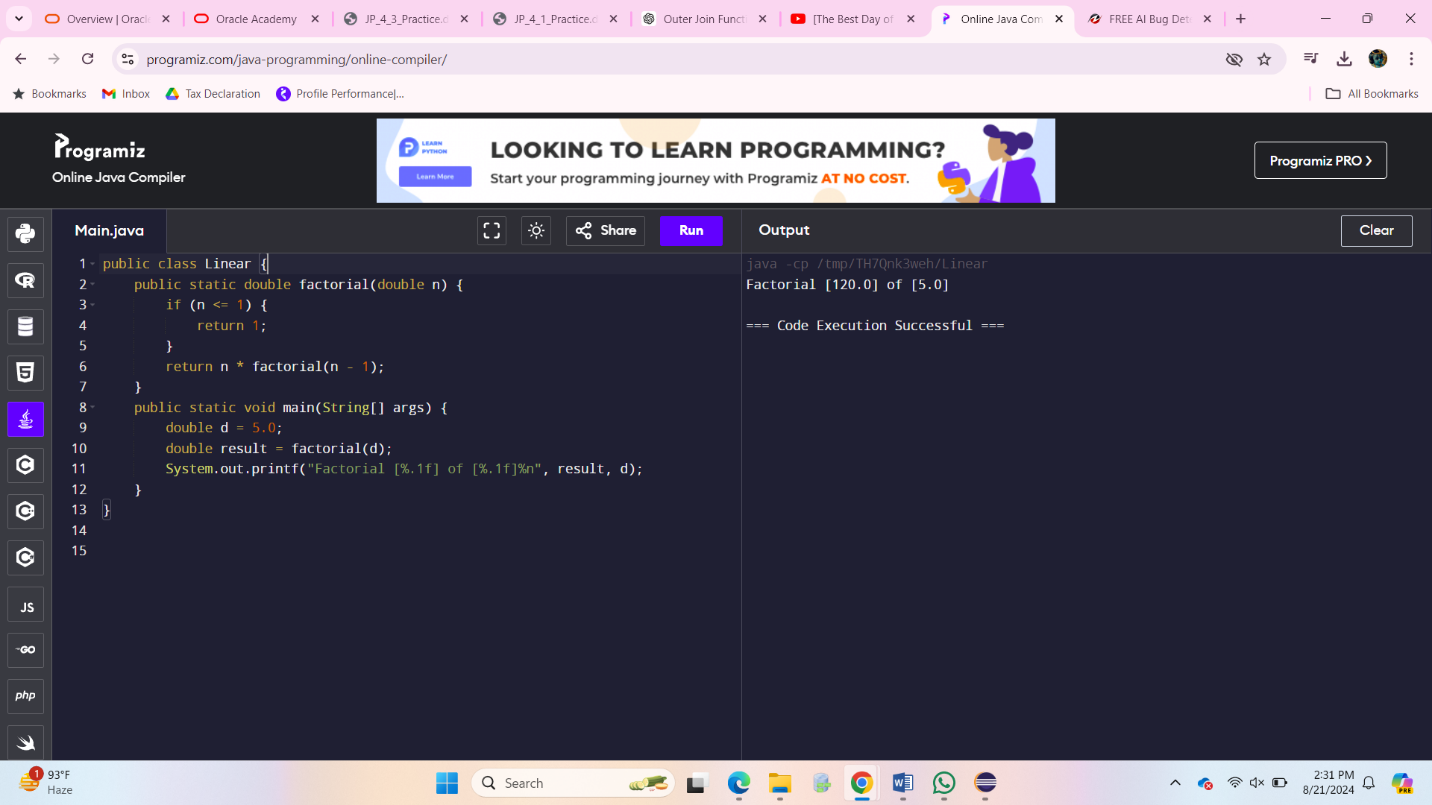 Overview | Oracle
Oracle Academy
JP_4_3_Practice.d
JP_4_1_Practice.d
Outer Join Funct
[The Best Day of
Online Java Com
FREE AI Bug Det
programiz.com/java-programming/online-compiler/
Bookmarks
Inbox
Tax Declaration
Profile Performance|...
All Bookmarks
Programiz
Online Java Compiler
LEARN
PYTHON
Learn More
LOOKING TO LEARN PROGRAMMING?
Start your programming journey with Programiz AT NO COST.
Programiz PRO >
Main.java
Share
Run
Output
Clear
1 public class Linear {
2 public static double factorial(double n) {
3 if (n <= 1) {
4 return 1;
5 }
6 return n * factorial(n - 1);
7 }
8 public static void main(String[] args) {
9 double d = 5.0;
10 double result = factorial(d);
11 System.out.printf("Factorial [%.1f] of [%.1f]%n", result, d);
12 }
13 }
14
15
java -cp /tmp/TH7Qnk3weh/Linear
Factorial [120.0] of [5.0]
=== Code Execution Successful ===
JS
GO
php
1
93°F
Haze
Search
2:31 PM
8/21/2024
PRE